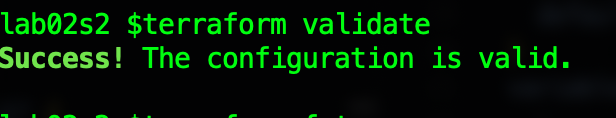 lab02s2 $terraform validate
Success! The configuration is valid.